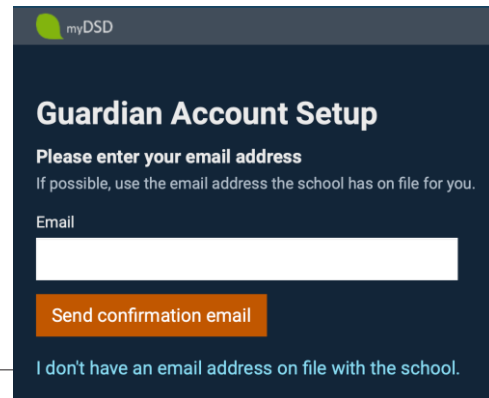 myDSD
Guardian Account Setup
Please enter your email address
If possible, use the email address the school has on file for you.
Email
Send confirmation email
I don't have an email address on file with the school.